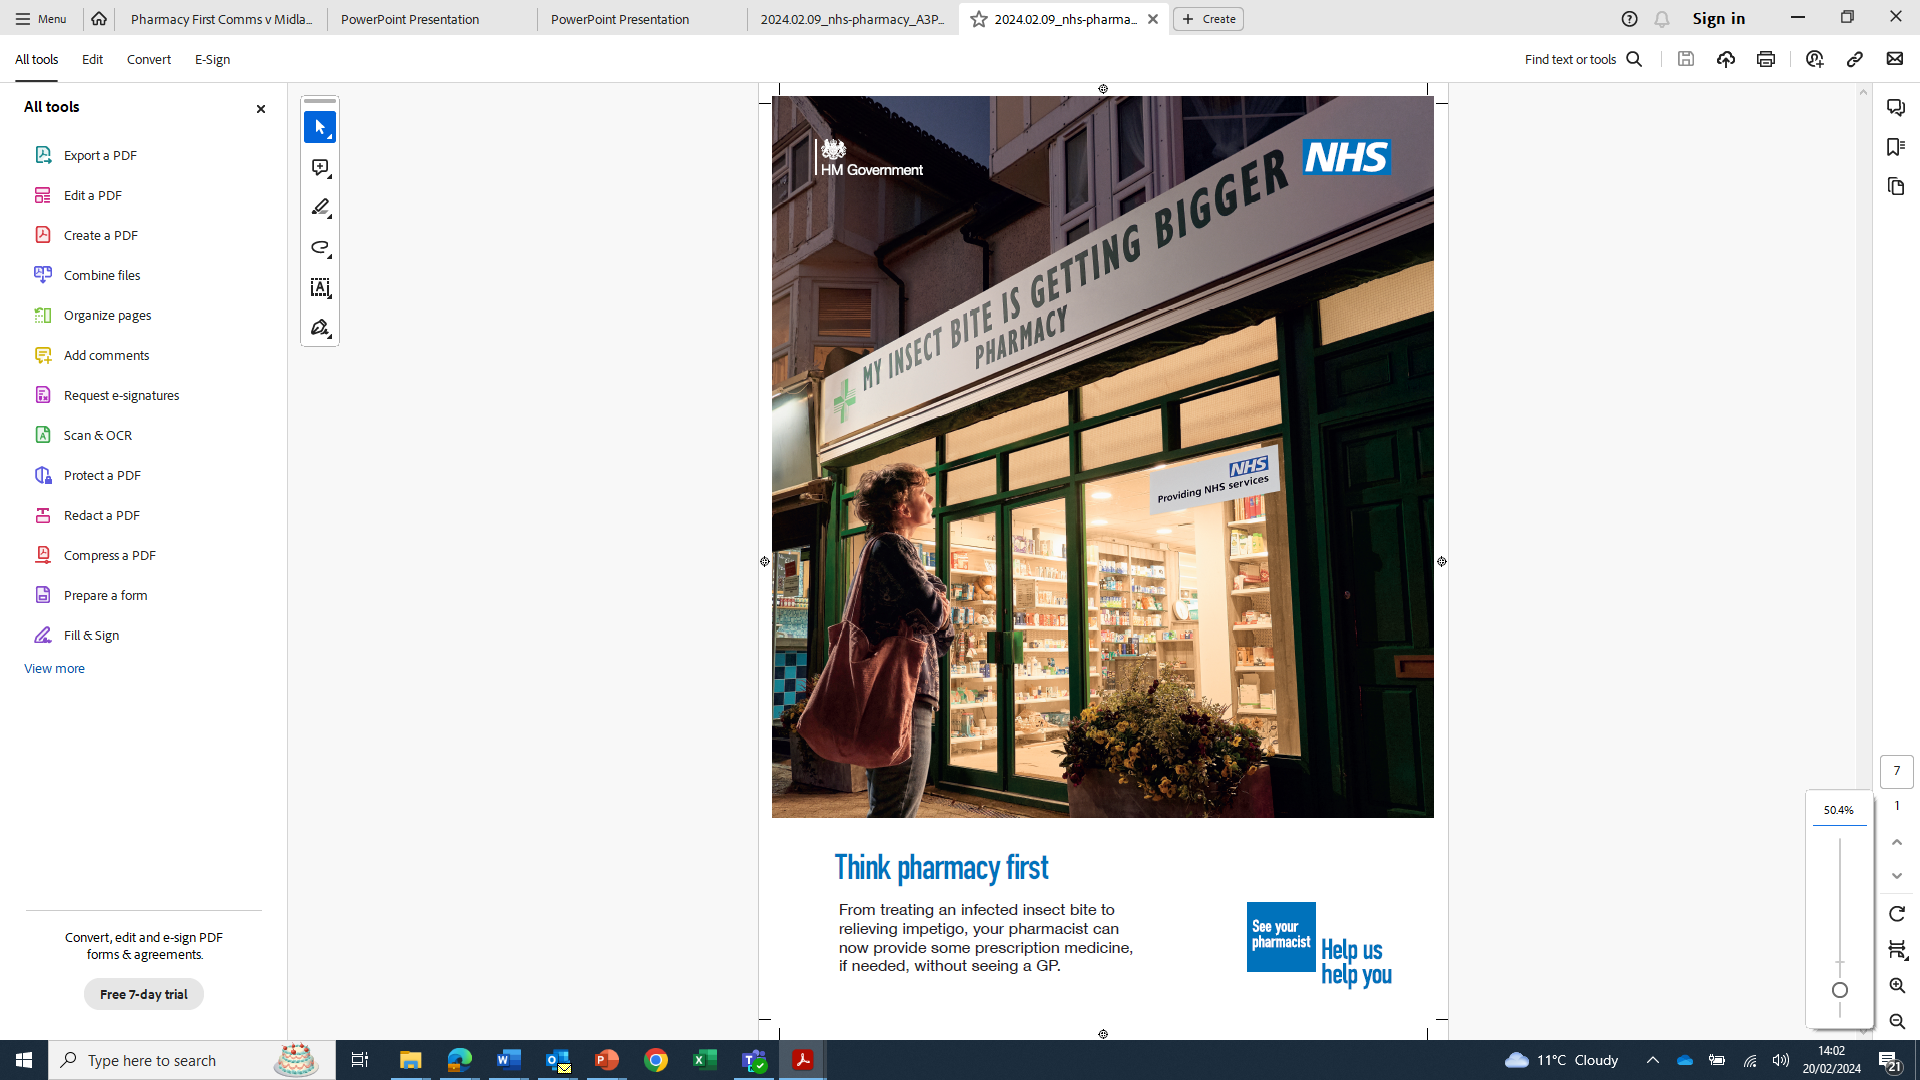 Menu
Pharmacy First Comms v Midla...
PowerPoint Presentation
PowerPoint Presentation
2024.02.09_nhs-pharmacy_A3P...
2024.02.09_nhs-pharma...
Create
Sign in
All tools
Edit
Convert
E-Sign
Find text or tools
All tools
Export a PDF
Edit a PDF
Create a PDF
Combine files
Organize pages
Add comments
Request e-signatures
Scan & OCR
Protect a PDF
Redact a PDF
Compress a PDF
Prepare a form
Fill & Sign
View more
Convert, edit and e-sign PDF
forms & agreements.
Free 7-day trial
HM Government
NHS
MY INSECT BITE IS GETTING BIGGER
PHARMACY
NHS
Providing NHS services
Think pharmacy first
From treating an infected insect bite to
relieving impetigo, your pharmacist can
now provide some prescription medicine,
if needed, without seeing a GP.
See your
pharmacist
Help us
help you
7
1
50.4%
Type here to search
11°C Cloudy
14:02
20/02/2024
21